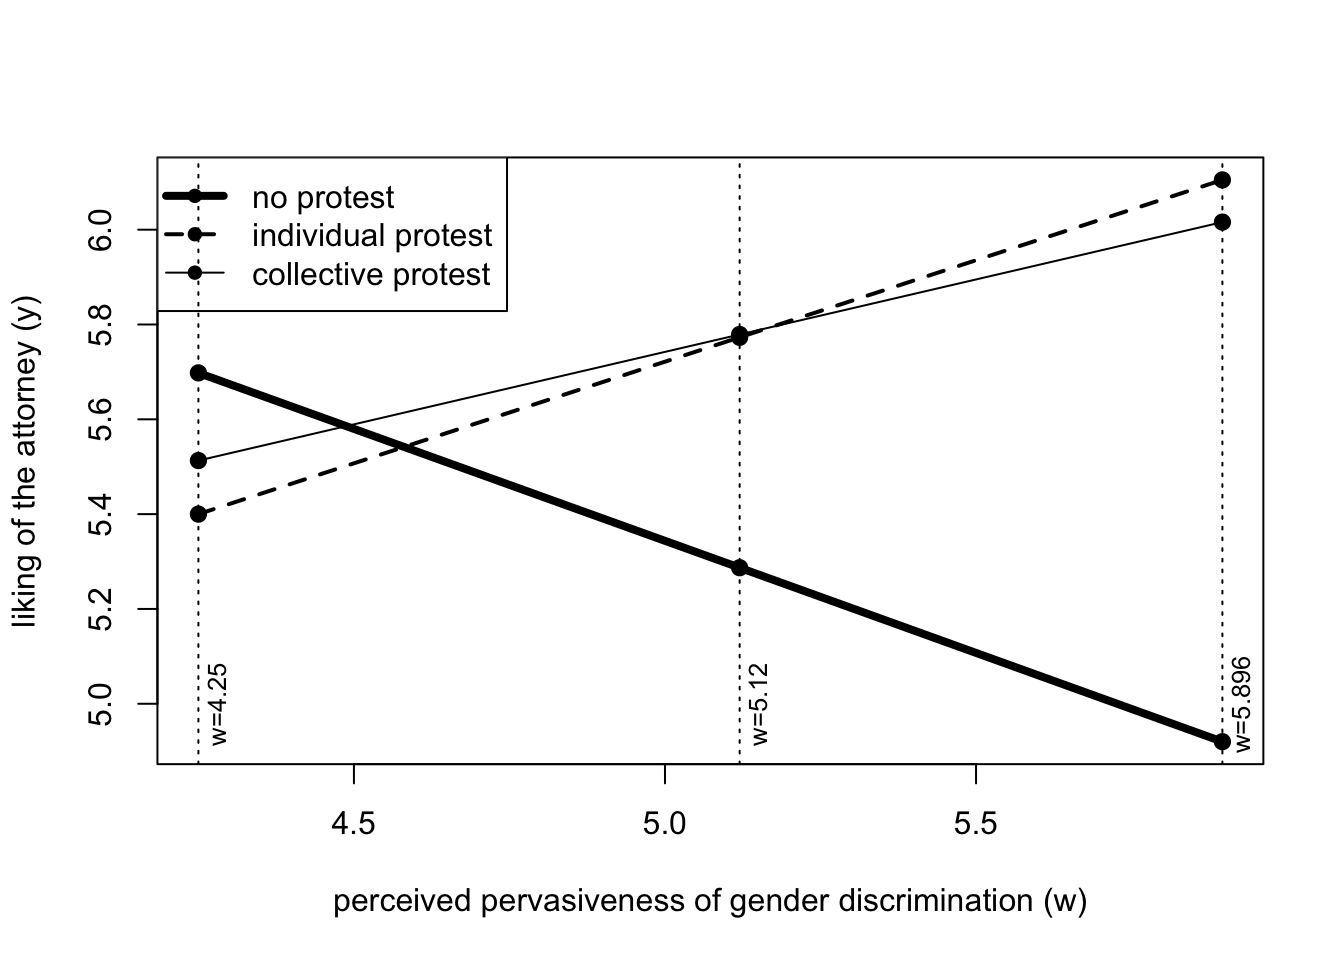 no protest
individual protest
collective protest
liking of the attorney (y)
6.0
5.8
5.6
5.4
5.2
5.0
w=4.25
w=5.12
w=5.896
4.5
5.0
5.5
perceived pervasiveness of gender discrimination (w)